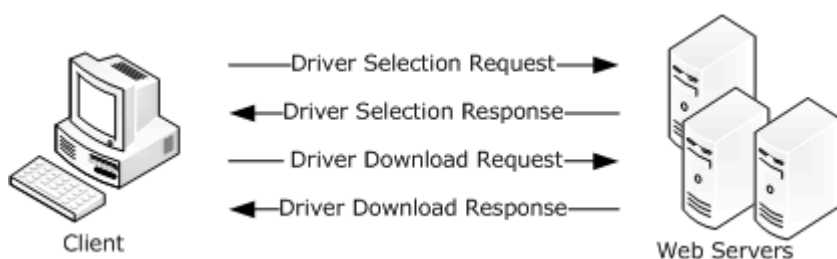 Driver Selection Request
Driver Selection Response
Driver Download Request
Driver Download Response
Client
Web Servers